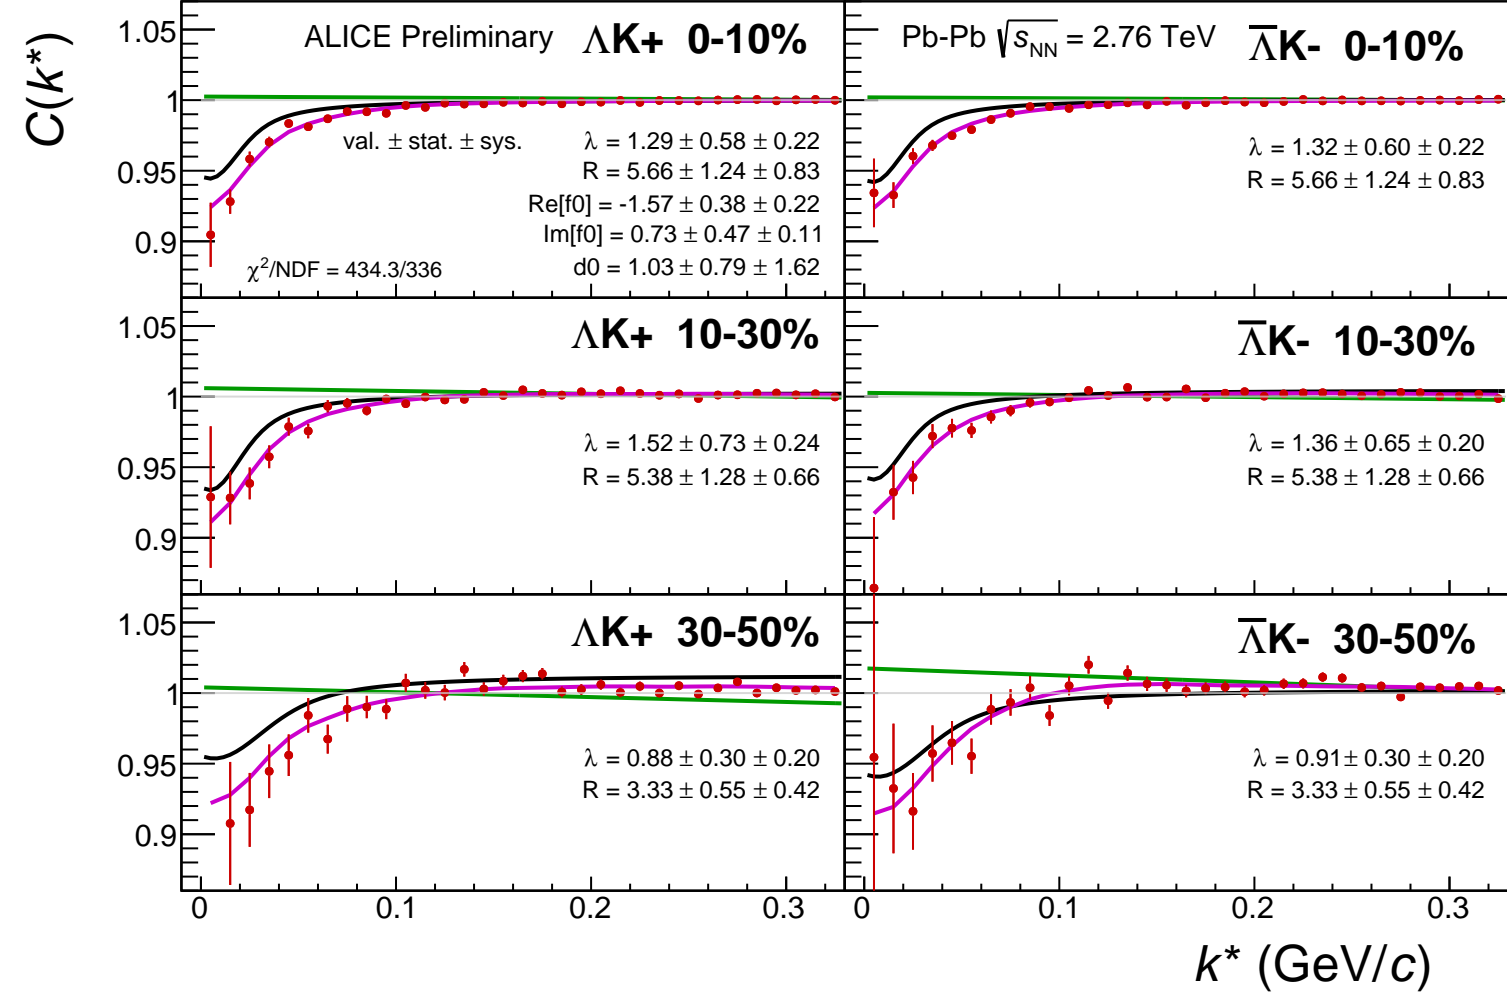 C(k*)
ALICE Preliminary ΛK+ 0-10%
val. ± stat. ± sys.
λ = 1.29 ± 0.58 ± 0.22
R = 5.66 ± 1.24 ± 0.83
Re[f0] = -1.57 ± 0.38 ± 0.22
Im[f0] = 0.73 ± 0.47 ± 0.11
d0 = 1.03 ± 0.79 ± 1.62
χ²/NDF = 434.3/336
1.05
1
0.95
0.9
Pb-Pb √sNN = 2.76 TeV Λ̅K- 0-10%
λ = 1.32 ± 0.60 ± 0.22
R = 5.66 ± 1.24 ± 0.83
ΛK+ 10-30%
λ = 1.52 ± 0.73 ± 0.24
R = 5.38 ± 1.28 ± 0.66
1.05
1
0.95
0.9
Λ̅K- 10-30%
λ = 1.36 ± 0.65 ± 0.20
R = 5.38 ± 1.28 ± 0.66
ΛK+ 30-50%
λ = 0.88 ± 0.30 ± 0.20
R = 3.33 ± 0.55 ± 0.42
1.05
1
0.95
0.9
Λ̅K- 30-50%
λ = 0.91 ± 0.30 ± 0.20
R = 3.33 ± 0.55 ± 0.42
0 0.1 0.2 0.3 0 0.1 0.2 0.3
k* (GeV/c)